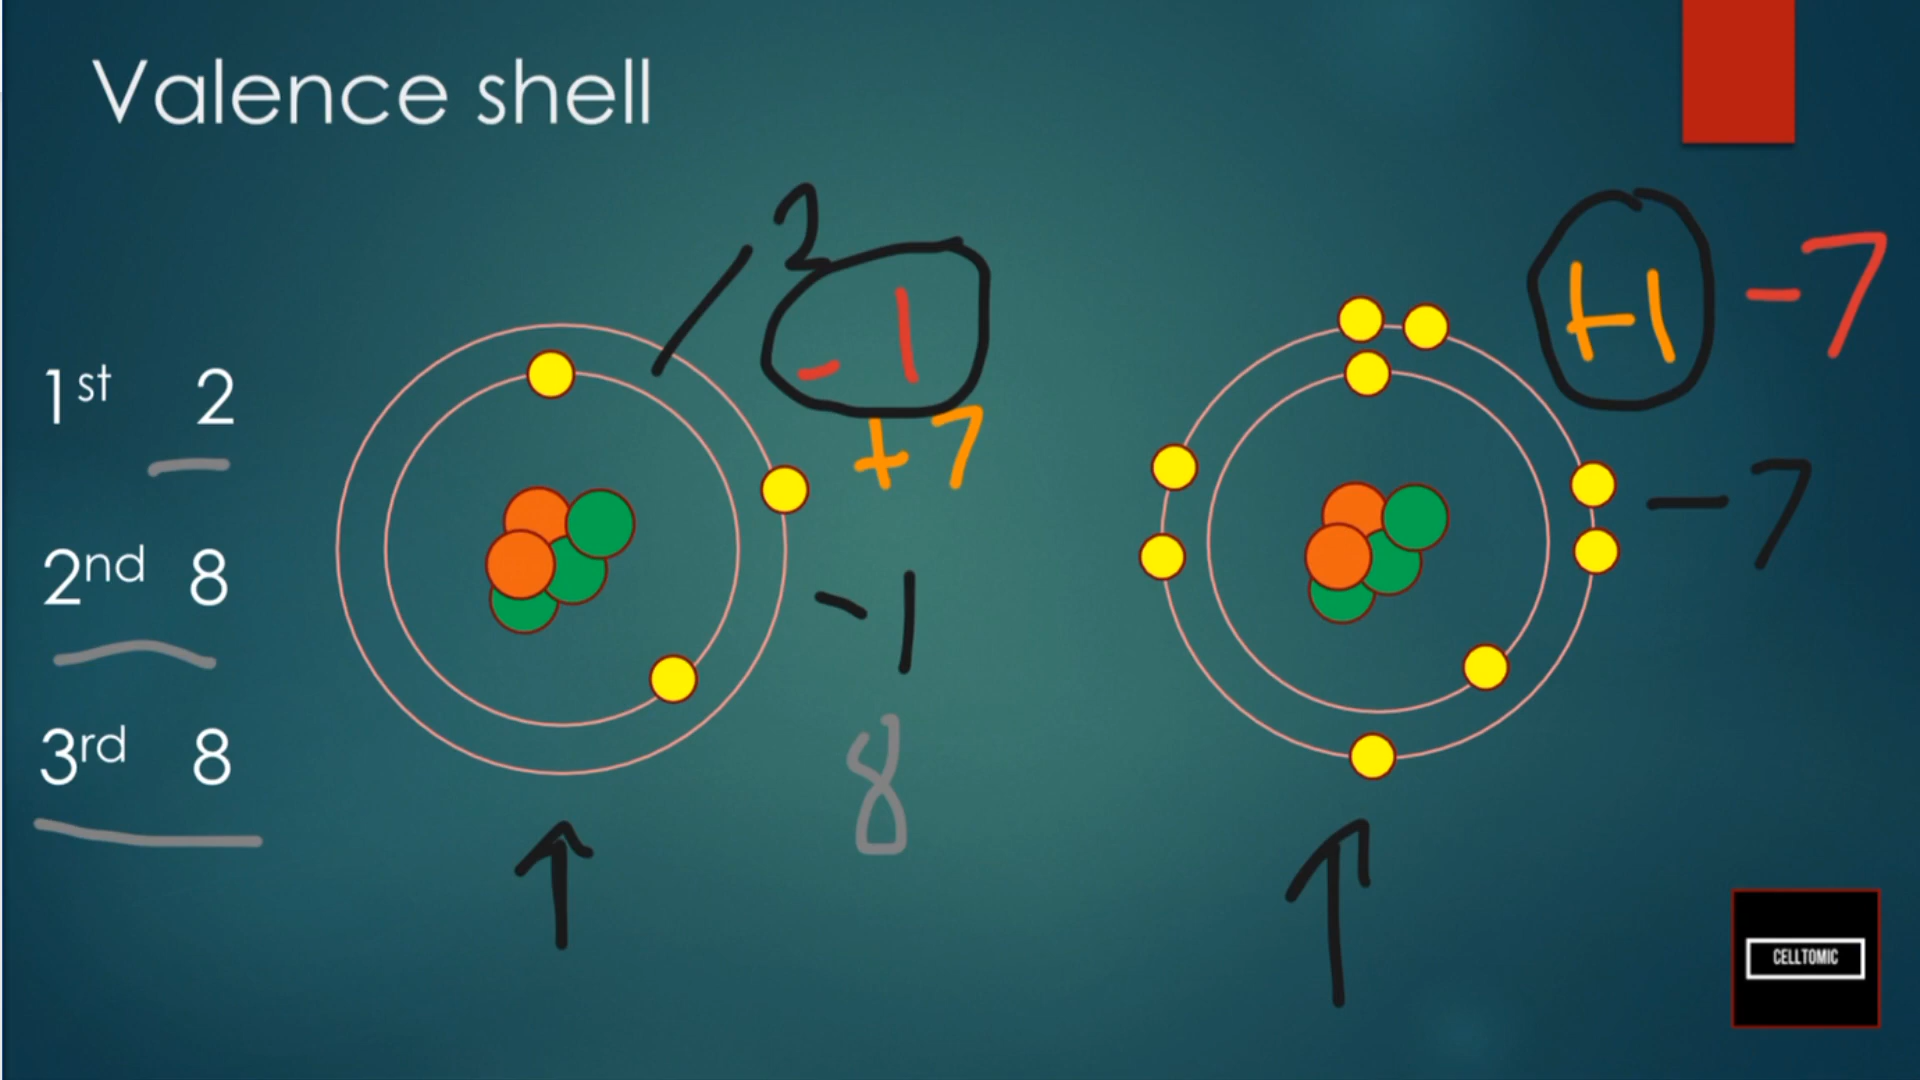 Valence shell
1st 2
2nd 8
3rd 8
2
- 1
+ 7
- 1
8
+1 - 7
- 7
CELLTOMIC